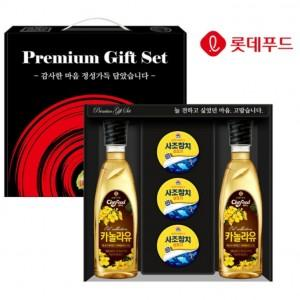 Premium Gift Set
- 감사한 마음 정성가득 담았습니다 -
롯데푸드
Premium Gift Set
늘 전하고 싶었던 마음, 고맙습니다.
Chefood
카놀라유
사조참치
사조참치
사조참치
Chefood
카놀라유